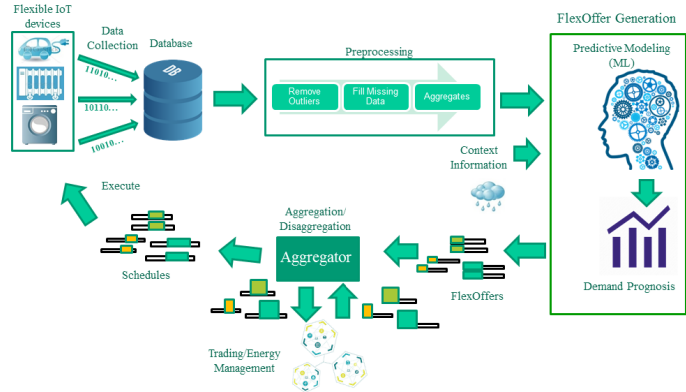 Flexible IoT
devices
Data
Collection
Database
11010...
10110...
10010...
DB
Preprocessing
Remove
Outliers
Fill Missing
Data
Aggregates
FlexOffer Generation
Predictive Modeling
(ML)
Context
Information
Demand Prognosis
FlexOffers
Aggregation/
Disaggregation
Aggregator
Trading/Energy
Management
Schedules
Execute